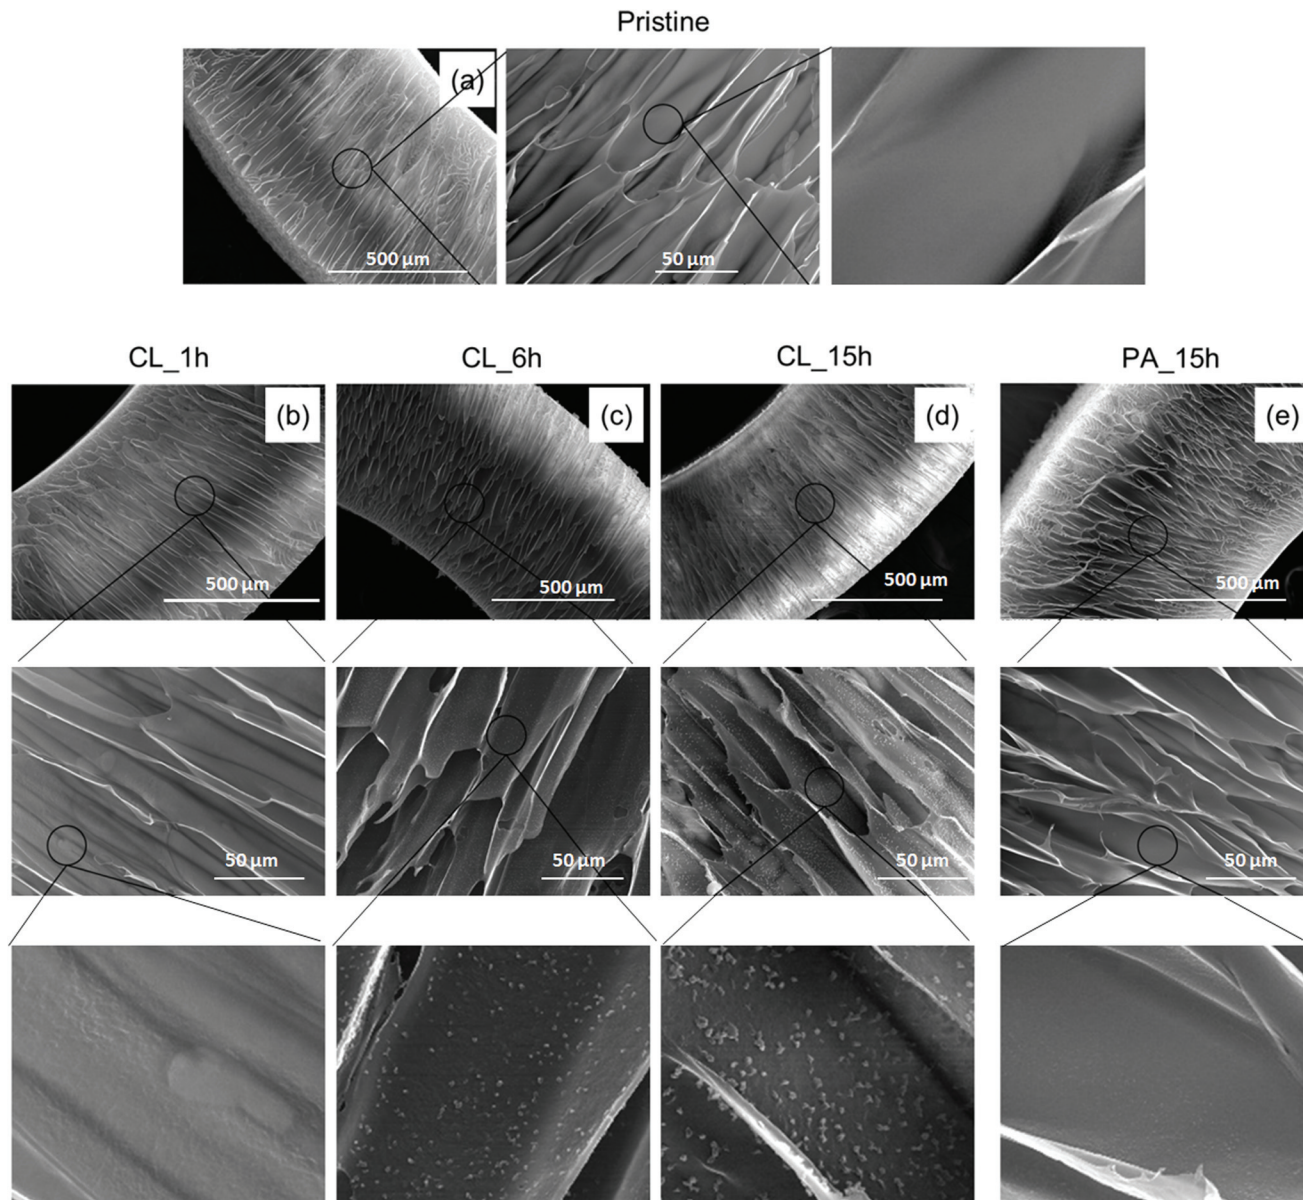 Pristine
(a)
500 µm
50 µm
CL_1h
CL_6h
CL_15h
PA_15h
(b)
(c)
(d)
(e)
500 µm
500 µm
500 µm
500 µm
50 µm
50 µm
50 µm
50 µm